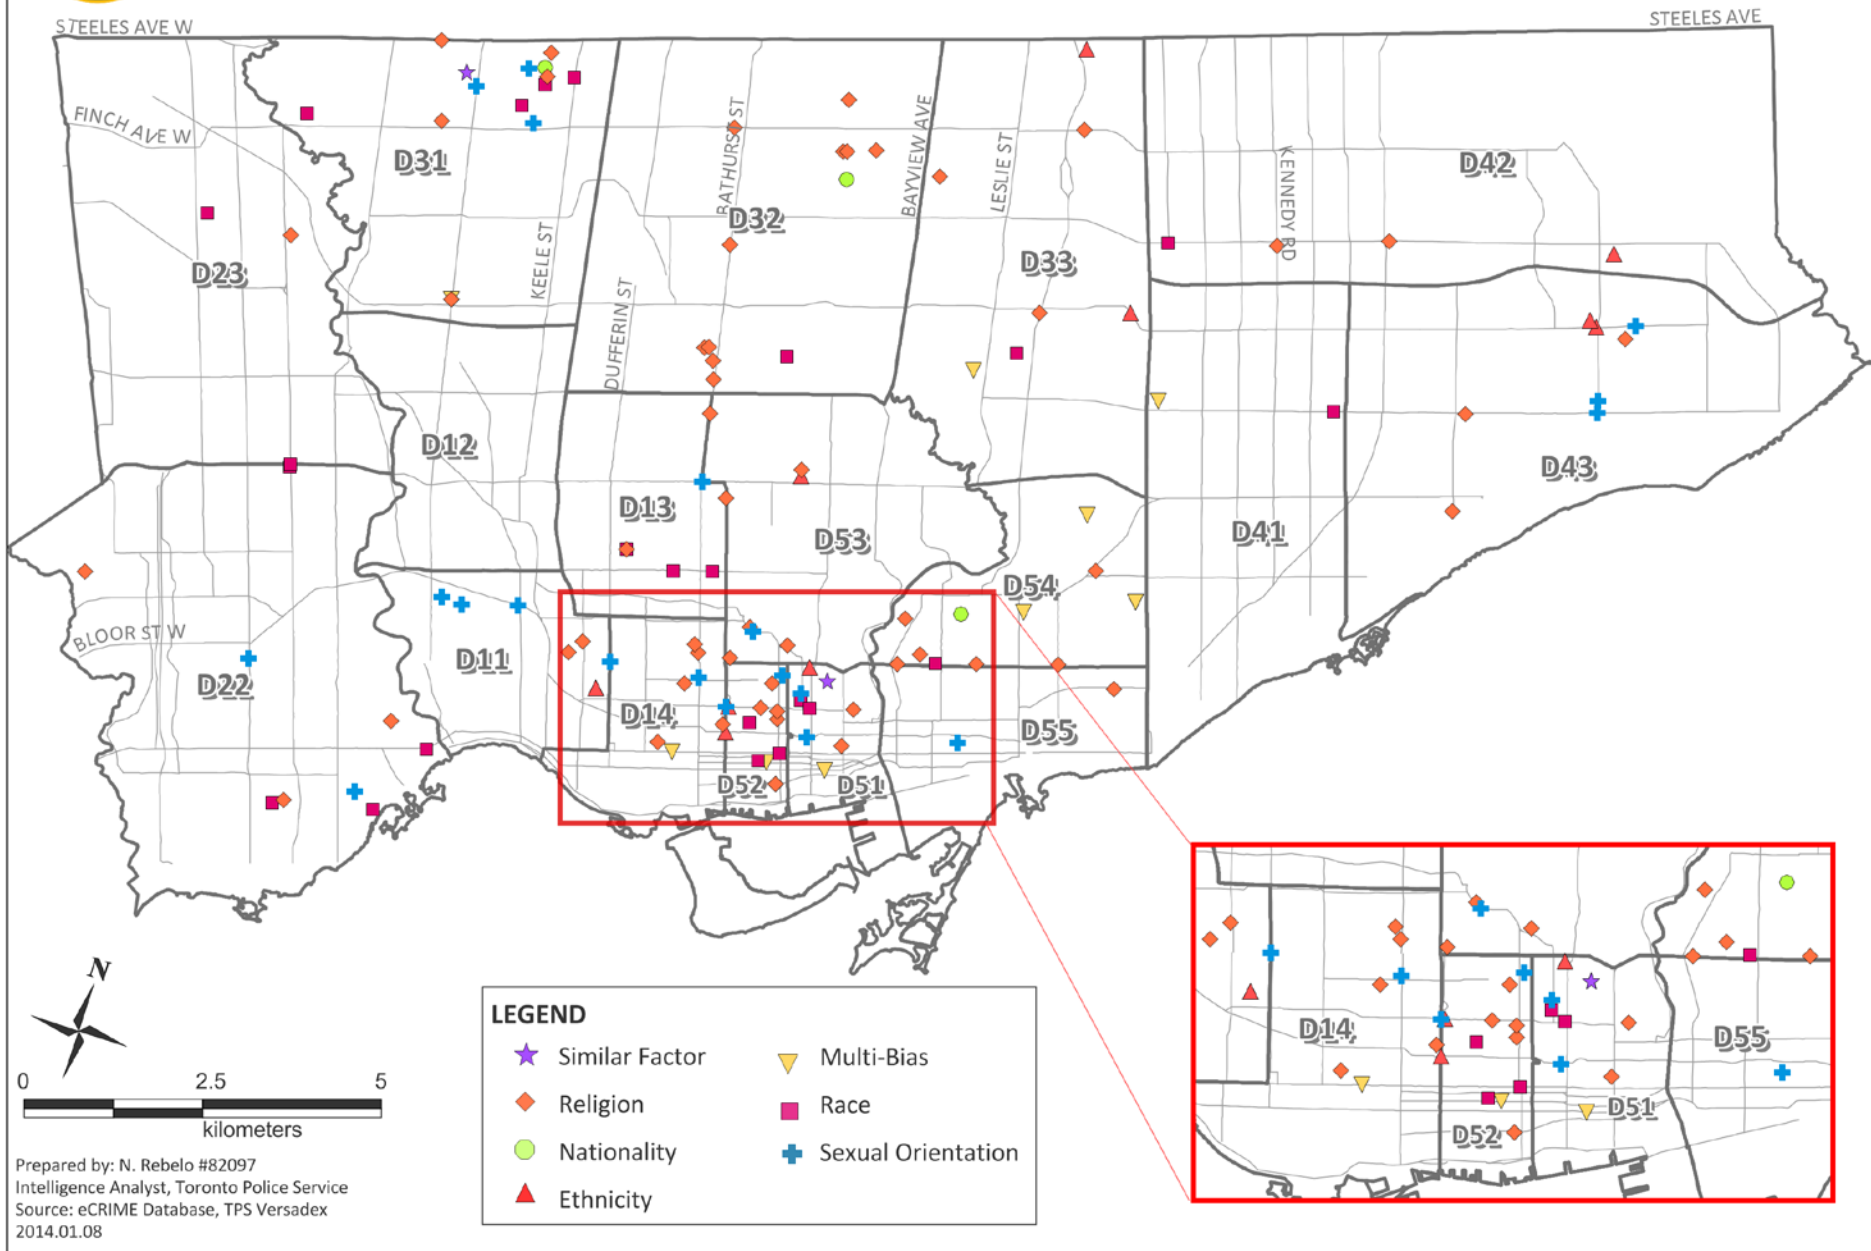 STEELES AVE W
STEELES AVE
FINCH AVE W
D31
BATHURST ST
BAYVIEW AVE
LESLIE ST
KENNEDY RD
D42
D32
KEELE ST
D33
D23
DUFFERIN ST
D12
D43
D13
D53
D41
D54
BLOOR ST W
D11
D22
D14
D55
D52
D51
N
0 2.5 5
kilometers
Prepared by: N. Rebelo #82097
Intelligence Analyst, Toronto Police Service
Source: eCRIME Database, TPS Versadex
2014.01.08
LEGEND
Similar Factor
Religion
Nationality
Ethnicity
Multi-Bias
Race
Sexual Orientation
D14
D55
D51
D52